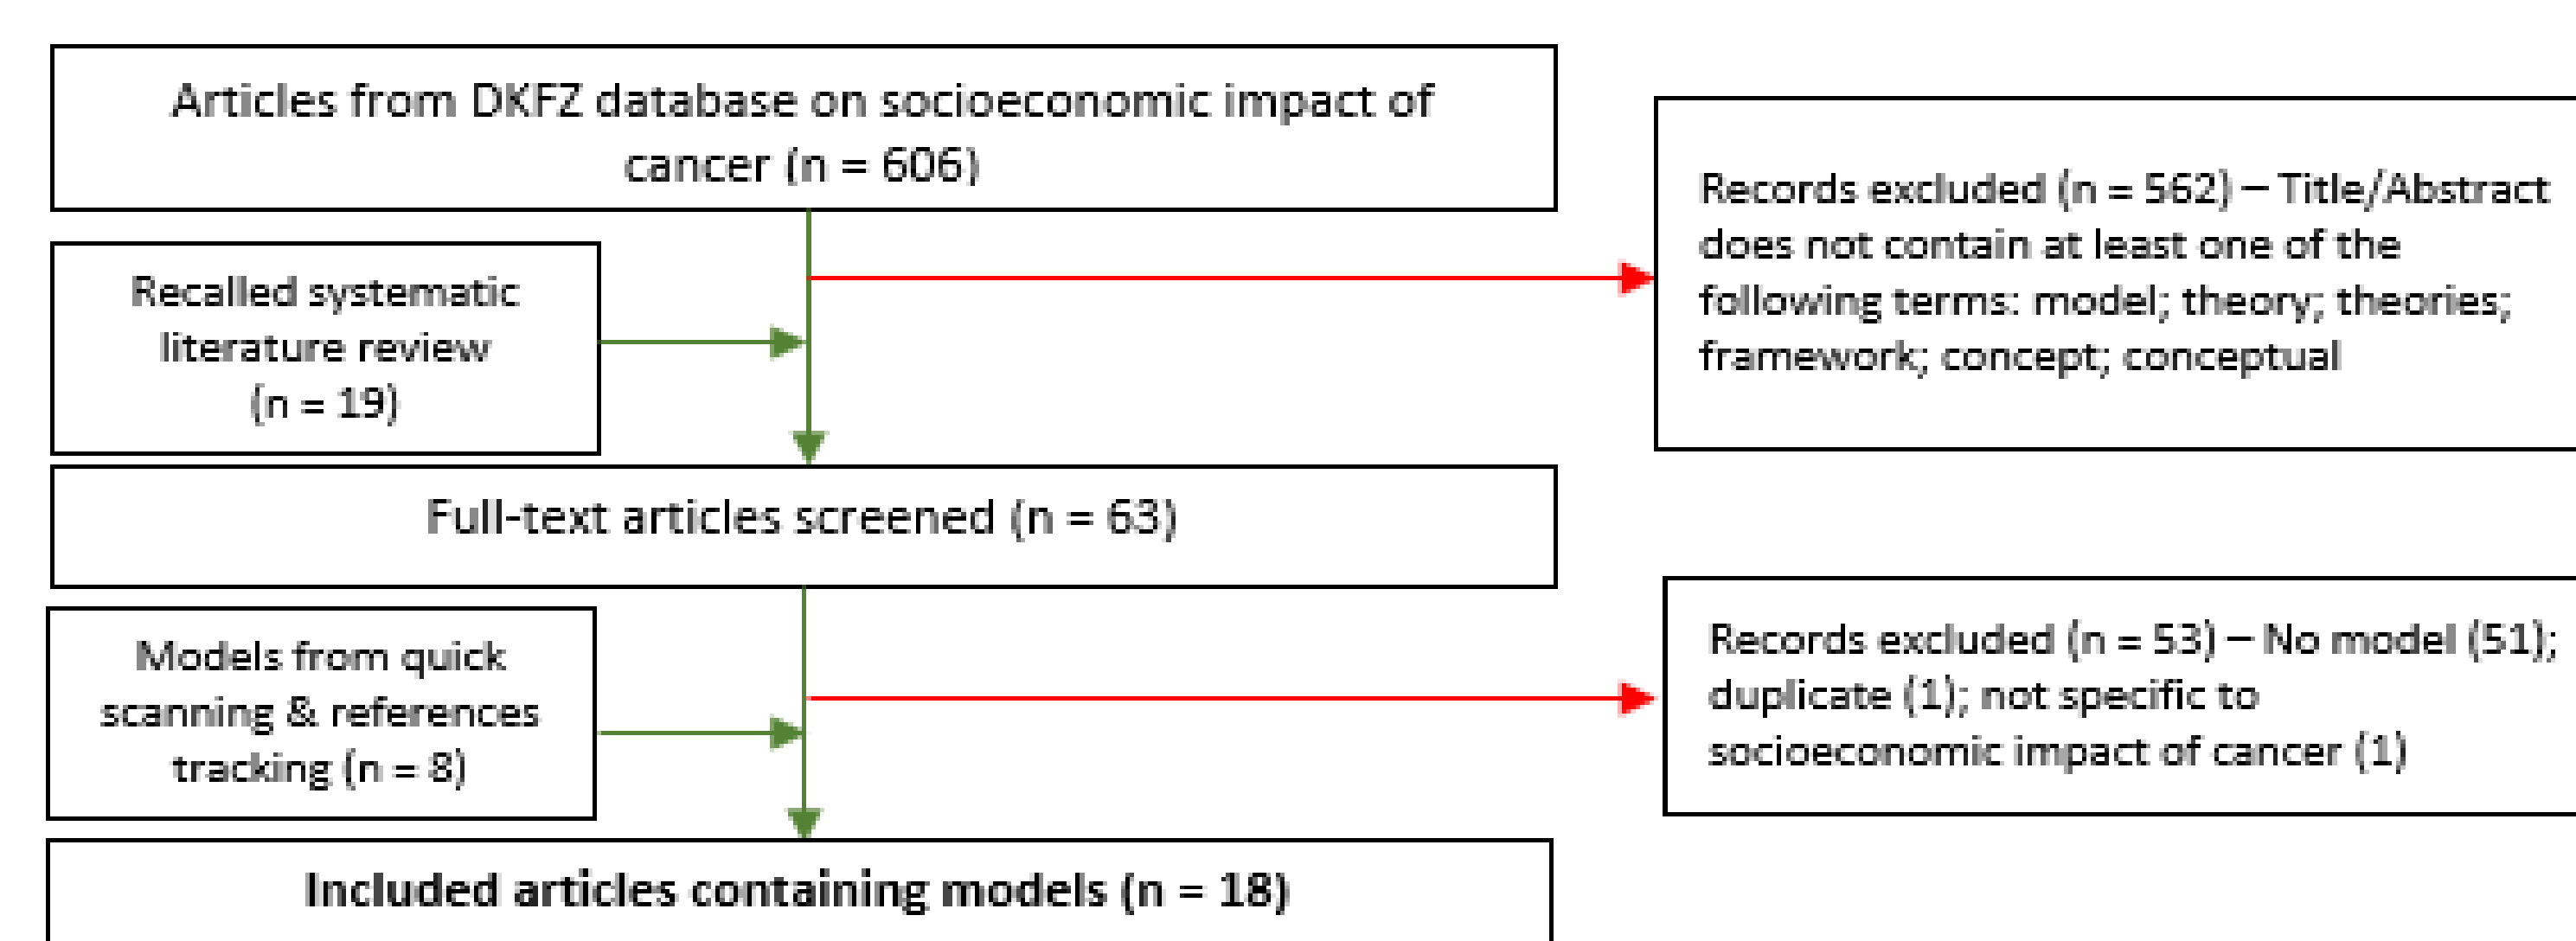 Articles from DKFZ database on socioeconomic impact of
cancer (n = 606)
Records excluded (n = 562) – Title/Abstract
does not contain at least one of the
following terms: model; theory; theories;
framework; concept; conceptual
Recalled systematic
literature review
(n = 19)
Full-text articles screened (n = 63)
Models from quick
scanning & references
tracking (n = 8)
Records excluded (n = 53) – No model (51);
duplicate (1); not specific to
socioeconomic impact of cancer (1)
Included articles containing models (n = 18)